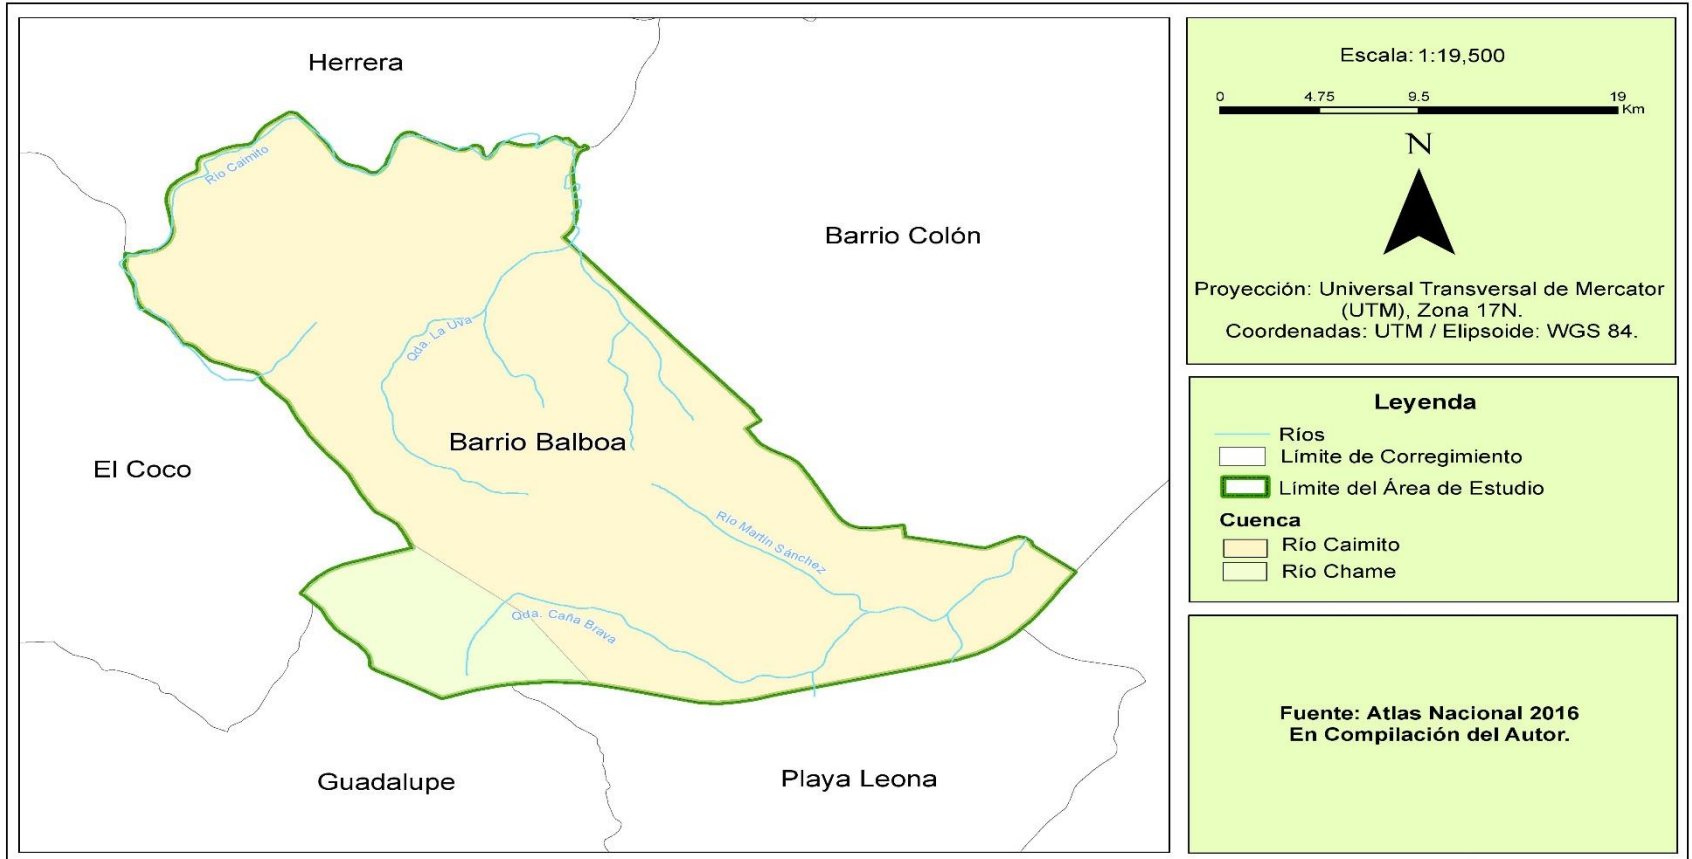 Herrera
Río Caimito
Barrio Colón
Qda. La Uva
Barrio Balboa
El Coco
Río Martín Sánchez
Qda. Caña Brava
Guadalupe
Playa Leona
Escala: 1:19,500
0 4.75 9.5 19
Km
N
Proyección: Universal Transversal de Mercator
(UTM), Zona 17N.
Coordenadas: UTM / Elipsoide: WGS 84.
Leyenda
Ríos
Límite de Corregimiento
Límite del Área de Estudio
Cuenca
Río Caimito
Río Chame
Fuente: Atlas Nacional 2016
En Compilación del Autor.